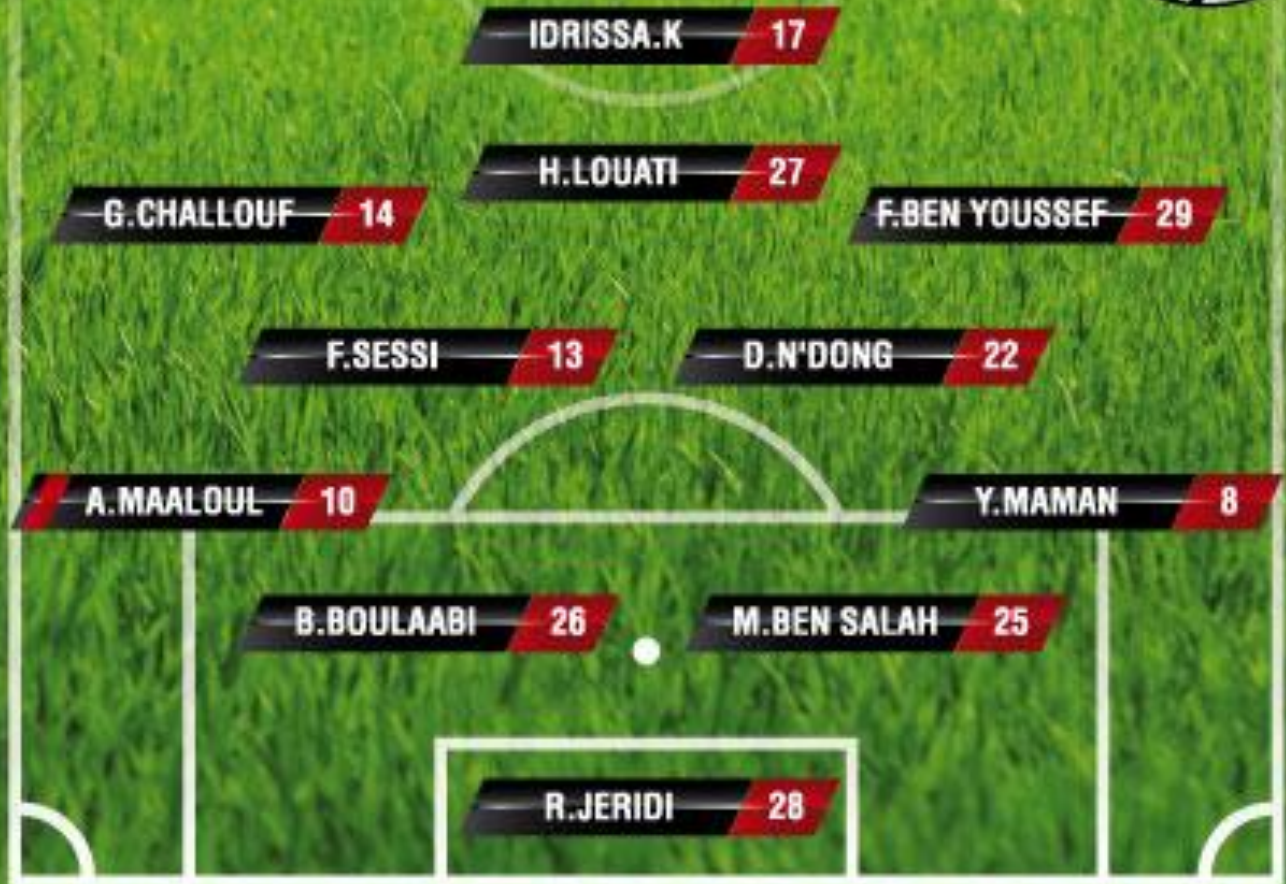 IDRISSA.K 17
H.LOUATI 27
G.CHALLOUF 14
F.BEN YOUSSEF 29
F.SESSI 13
D.N'DONG 22
A.MAALOUL 10
Y.MAMAN 8
B.BOULAABI 26
M.BEN SALAH 25
R.JERIDI 28